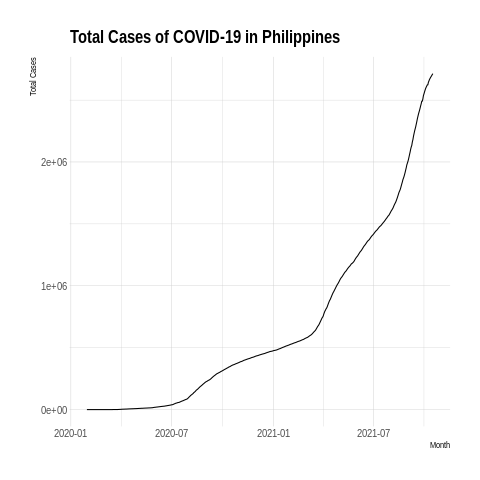 Total Cases of COVID-19 in Philippines
Total Cases
2e+06
1e+06
0e+00
2020-01 2020-07 2021-01 2021-07
Month